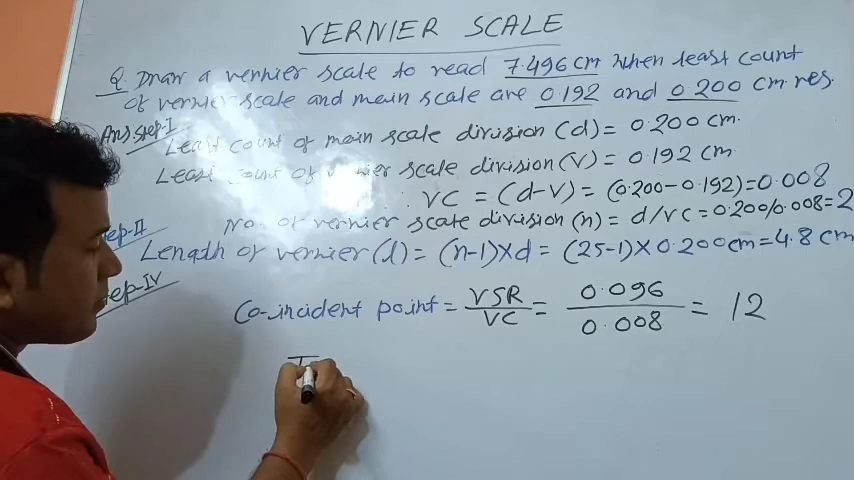 VERNIER SCALE
Q. Draw a vernier scale to read 7.496 cm when least count
of vernier scale and main scale are 0.192 and 0.200 cm. res.
Ans. Step-I
Least count of main scale division (d) = 0.200 cm.
Least count of vernier scale division (V) = 0.192 cm
VC = (d-V) = (0.200-0.192)=0.008
No. of vernier scale division (n) = d/VC = 0.200/0.008=2
ep-II
Length of vernier (l) = (n-1)×d = (25-1)×0.200cm=4.8 cm
tep-IV
Co-incident point = VSR/VC = 0.096/0.008 = 12